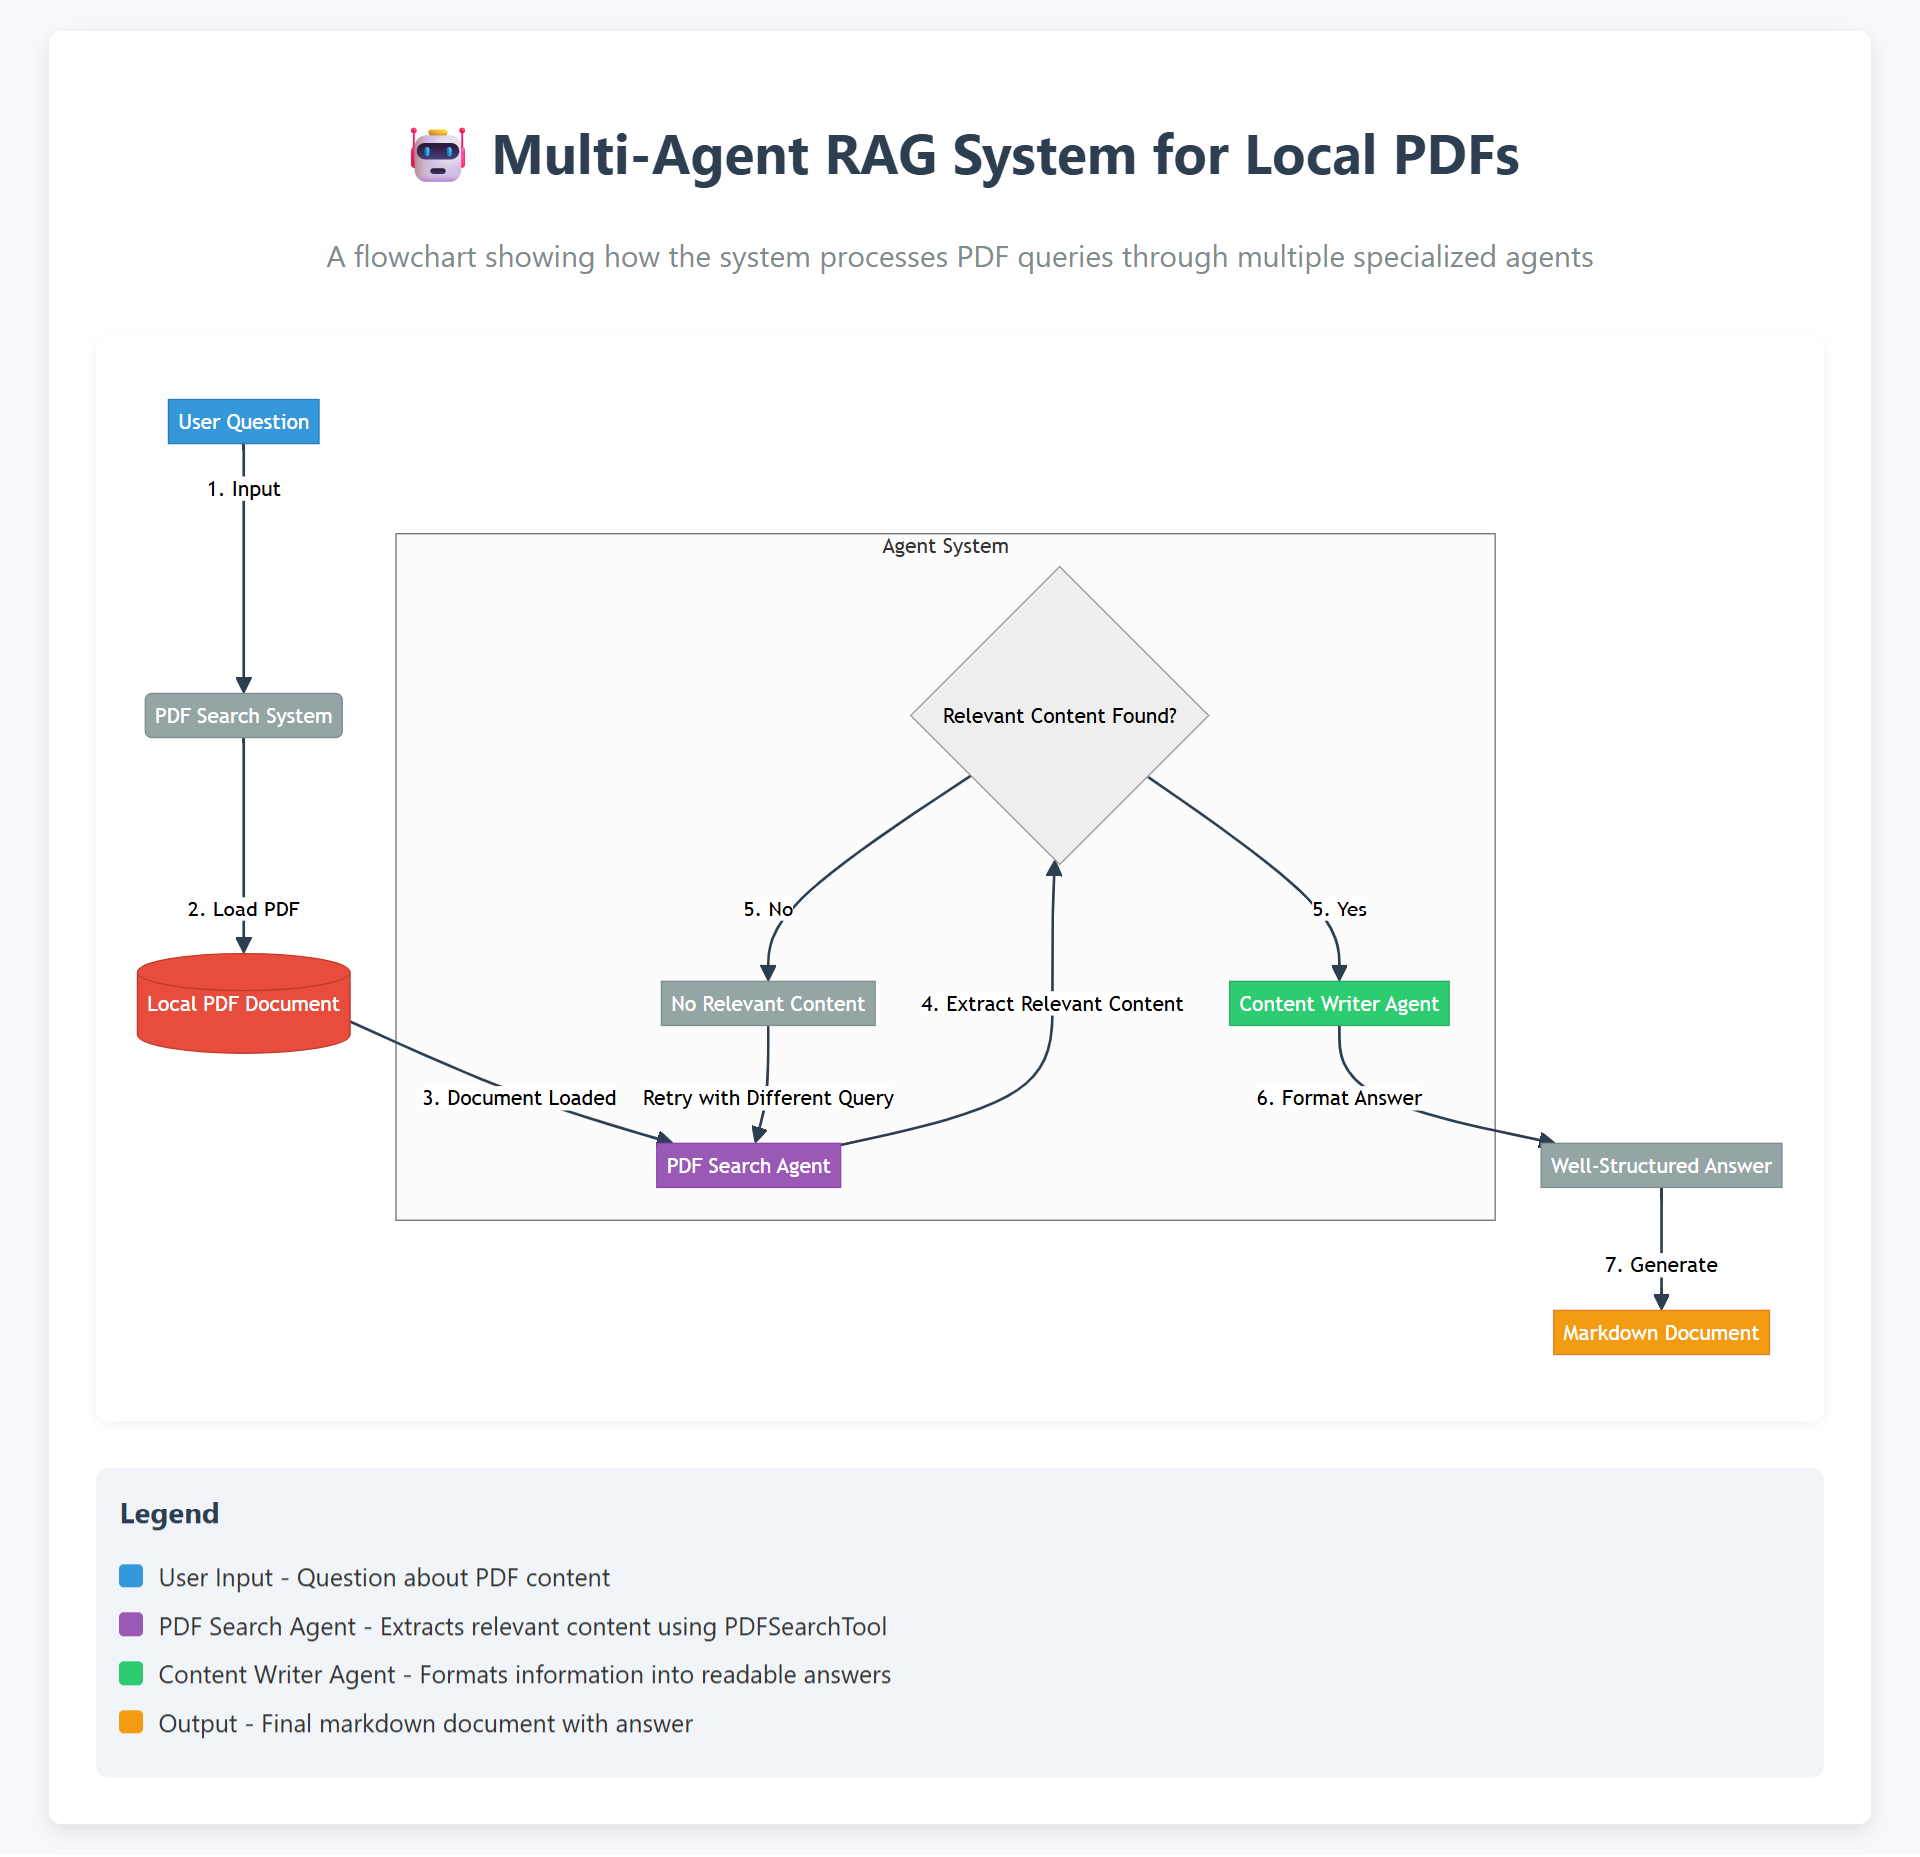 Multi-Agent RAG System for Local PDFs
A flowchart showing how the system processes PDF queries through multiple specialized agents
User Question
1. Input
Agent System
PDF Search System
Relevant Content Found?
2. Load PDF
5. No
5. Yes
Local PDF Document
No Relevant Content
4. Extract Relevant Content
Content Writer Agent
3. Document Loaded
Retry with Different Query
6. Format Answer
PDF Search Agent
Well-Structured Answer
7. Generate
Markdown Document
Legend
User Input - Question about PDF content
PDF Search Agent - Extracts relevant content using PDFSearchTool
Content Writer Agent - Formats information into readable answers
Output - Final markdown document with answer